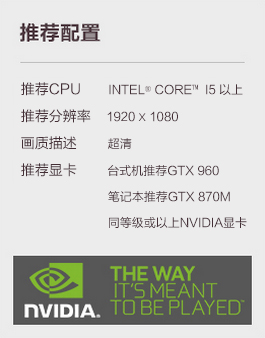 推荐配置
推荐CPU INTEL® CORE™ I5 以上
推荐分辨率 1920 x 1080
画质描述 超清
推荐显卡 台式机推荐GTX 960
笔记本推荐GTX 870M
同等级或以上NVIDIA显卡
NVIDIA.
THE WAY
IT'S MEANT
TO BE PLAYED™